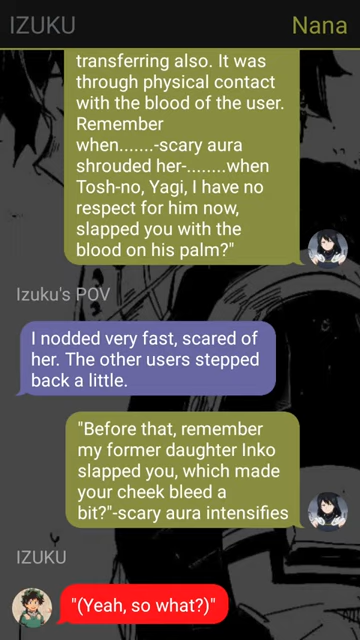 IZUKU
Nana
transferring also. It was
through physical contact
with the blood of the user.
Remember
when.......-scary aura
shrouded her-........when
Tosh-no, Yagi, I have no
respect for him now,
slapped you with the
blood on his palm?"
Izuku's POV
I nodded very fast, scared of
her. The other users stepped
back a little.
"Before that, remember
my former daughter Inko
slapped you, which made
your cheek bleed a
bit?"-scary aura intensifies
IZUKU
"(Yeah, so what?)"